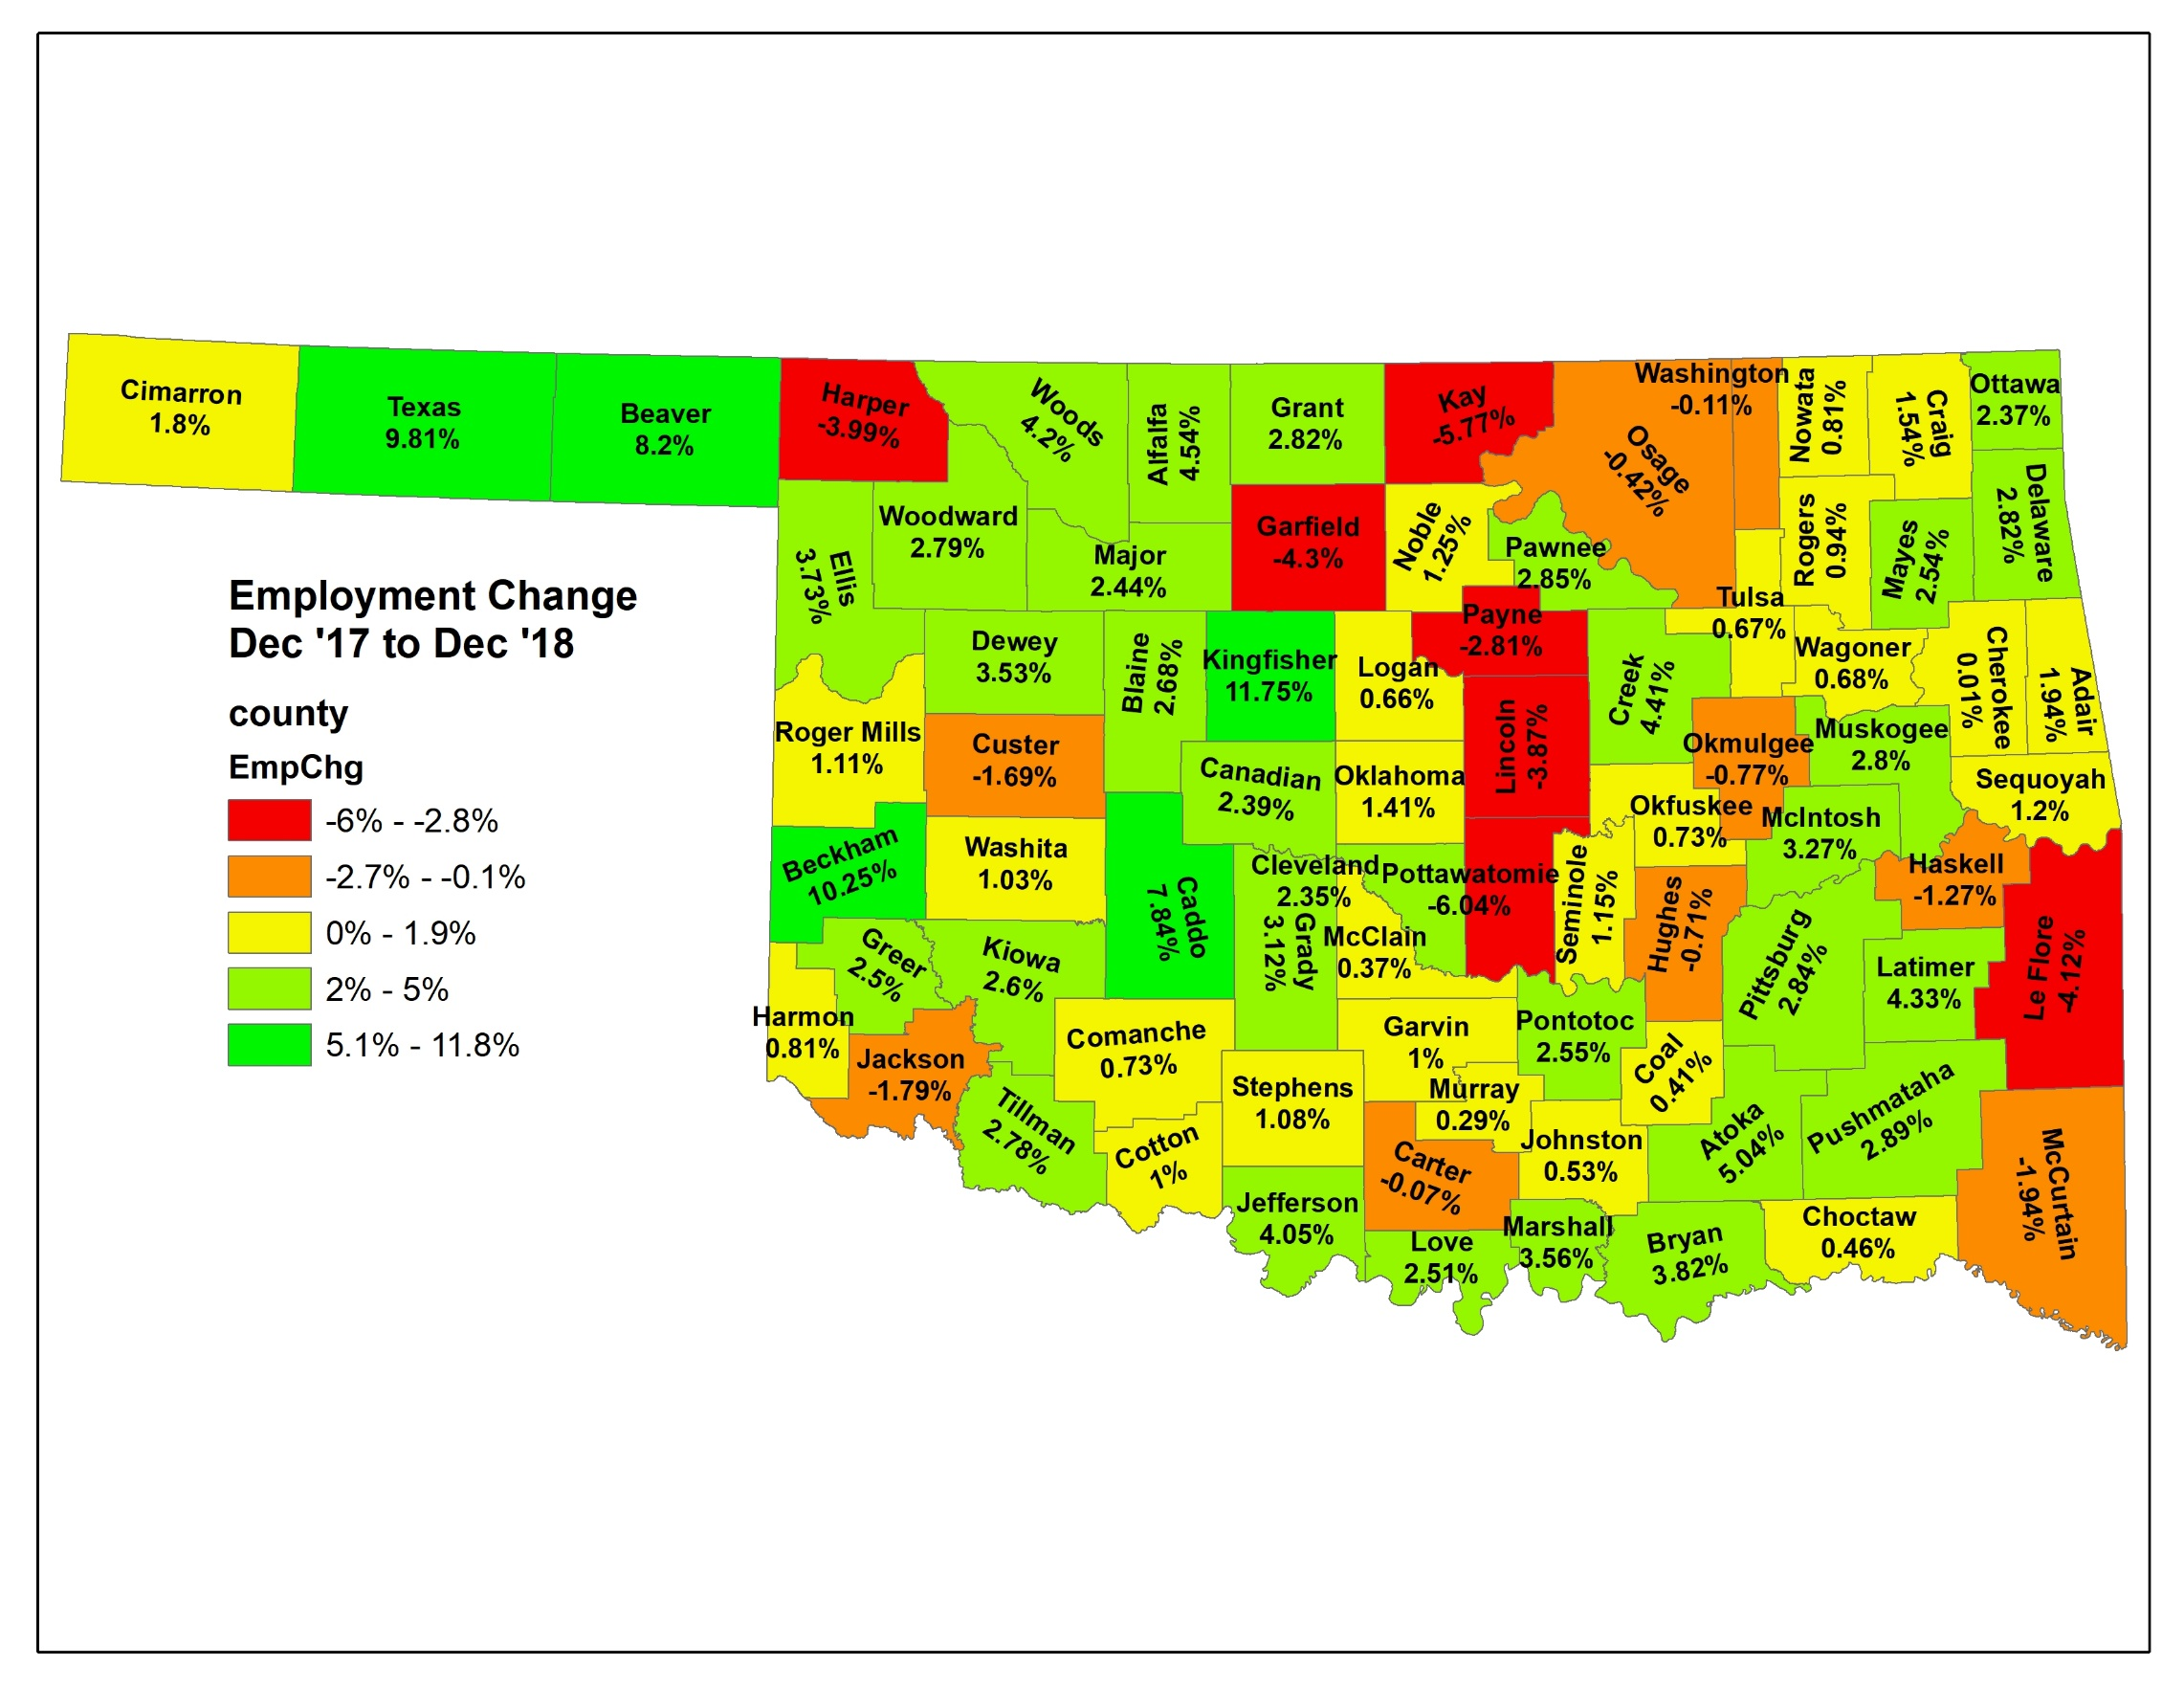 Cimarron
1.8%
Texas
9.81%
Beaver
8.2%
Harper
-3.99%
Woods
4.2%
Alfalfa
4.54%
Grant
2.82%
Kay
-5.77%
Washington
-0.11%
Osage
-0.42%
Nowata
0.81%
Craig
1.54%
Ottawa
2.37%
Delaware
2.82%
Ellis
3.73%
Woodward
2.79%
Major
2.44%
Garfield
-4.3%
Noble
1.25%
Pawnee
2.85%
Rogers
0.94%
Mayes
2.54%
Tulsa
0.67%
Payne
-2.81%
Employment Change
Dec '17 to Dec '18
county
EmpChg
-6% - -2.8%
-2.7% - -0.1%
0% - 1.9%
2% - 5%
5.1% - 11.8%
Dewey
3.53%
Blaine
2.68%
Kingfisher
11.75%
Logan
0.66%
Creek
4.41%
Wagoner
0.68%
Cherokee
0.01%
Adair
1.94%
Roger Mills
1.11%
Custer
-1.69%
Canadian
2.39%
Oklahoma
1.41%
Lincoln
-3.87%
Okmulgee
-0.77%
Muskogee
2.8%
Sequoyah
1.2%
Okfuskee
0.73%
McIntosh
3.27%
Beckham
10.25%
Washita
1.03%
Caddo
7.84%
Cleveland
2.35%
Grady
3.12%
McClain
0.37%
Pottawatomie
-6.04%
Seminole
1.15%
Hughes
-0.71%
Haskell
-1.27%
Pittsburg
2.84%
Latimer
4.33%
Le Flore
-4.12%
Greer
2.5%
Kiowa
2.6%
Harmon
0.81%
Jackson
-1.79%
Comanche
0.73%
Garvin
1%
Pontotoc
2.55%
Coal
0.41%
Stephens
1.08%
Murray
0.29%
Tillman
2.78%
Cotton
1%
Carter
-0.07%
Johnston
0.53%
Atoka
5.04%
Pushmataha
2.89%
McCurtain
-1.94%
Jefferson
4.05%
Love
2.51%
Marshall
3.56%
Bryan
3.82%
Choctaw
0.46%